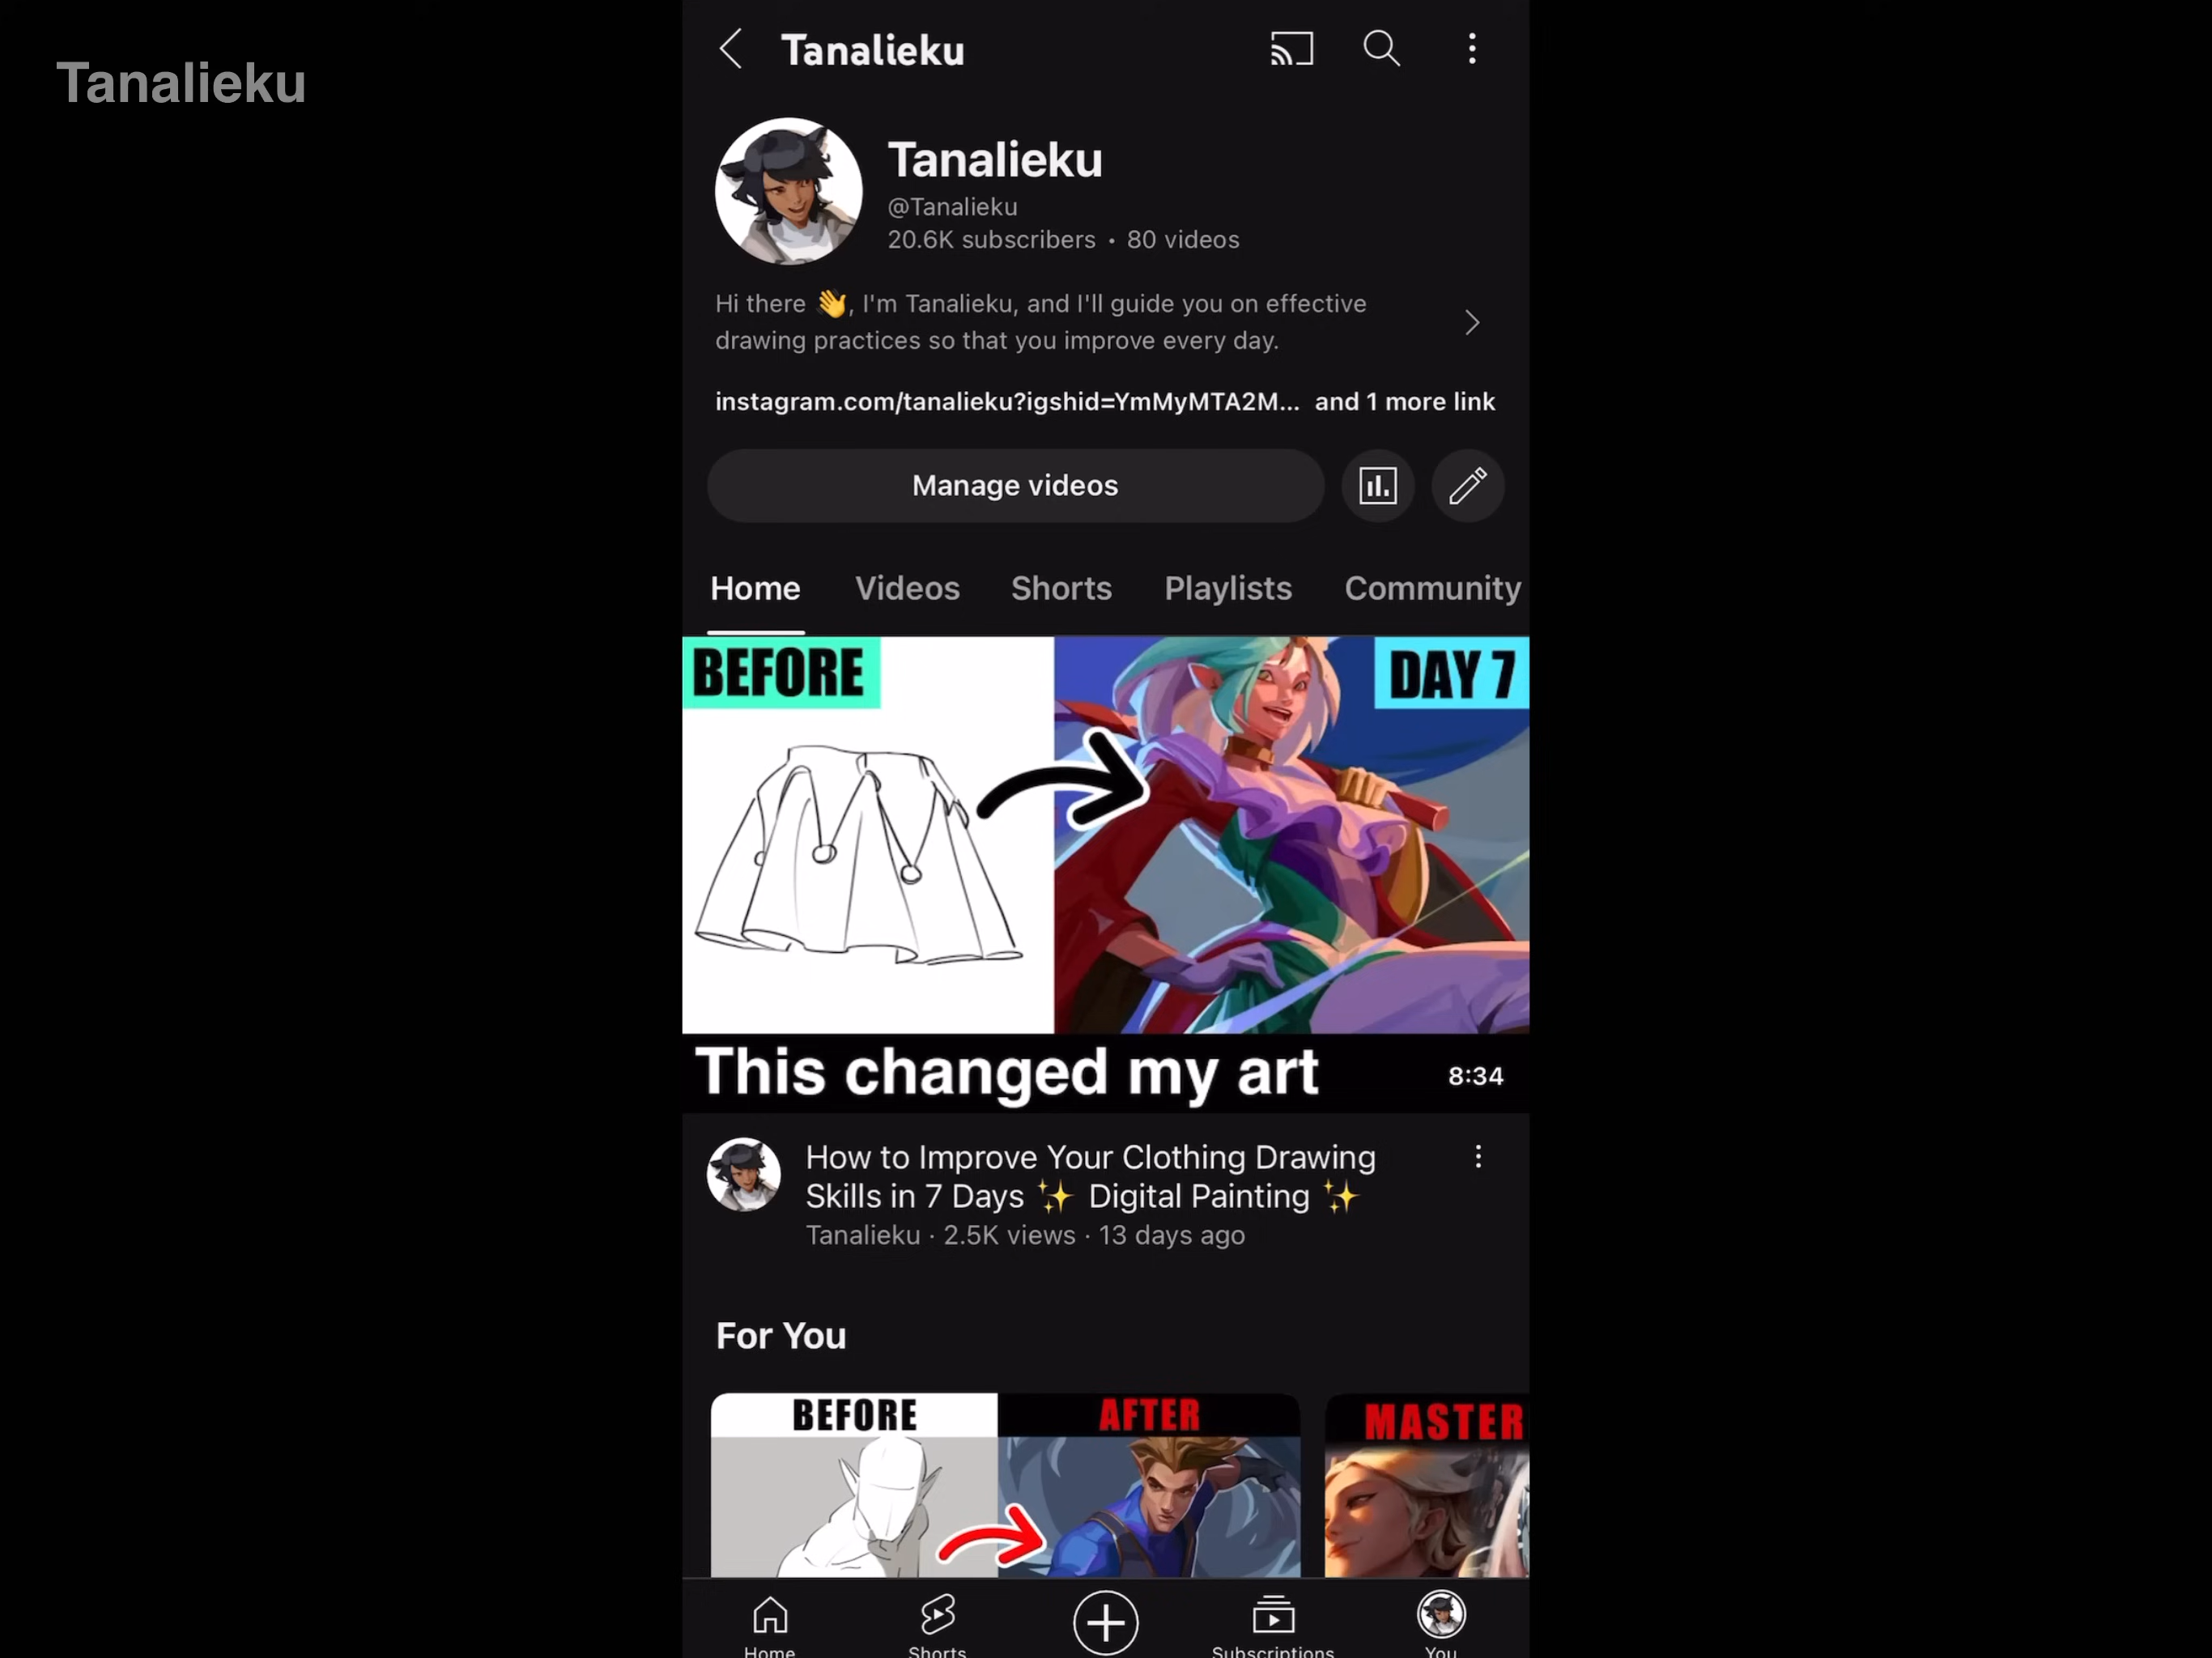 Tanalieku
Tanalieku
Tanalieku
@Tanalieku
20.6K subscribers • 80 videos
Hi there 👋, I'm Tanalieku, and I'll guide you on effective
drawing practices so that you improve every day.
instagram.com/tanalieku?igshid=YmMyMTA2M... and 1 more link
Manage videos
Home Videos Shorts Playlists Community
BEFORE
DAY 7
This changed my art
8:34
How to Improve Your Clothing Drawing
Skills in 7 Days ✨ Digital Painting ✨
Tanalieku · 2.5K views · 13 days ago
For You
BEFORE
AFTER
MASTER
Home Shorts Subscriptions You